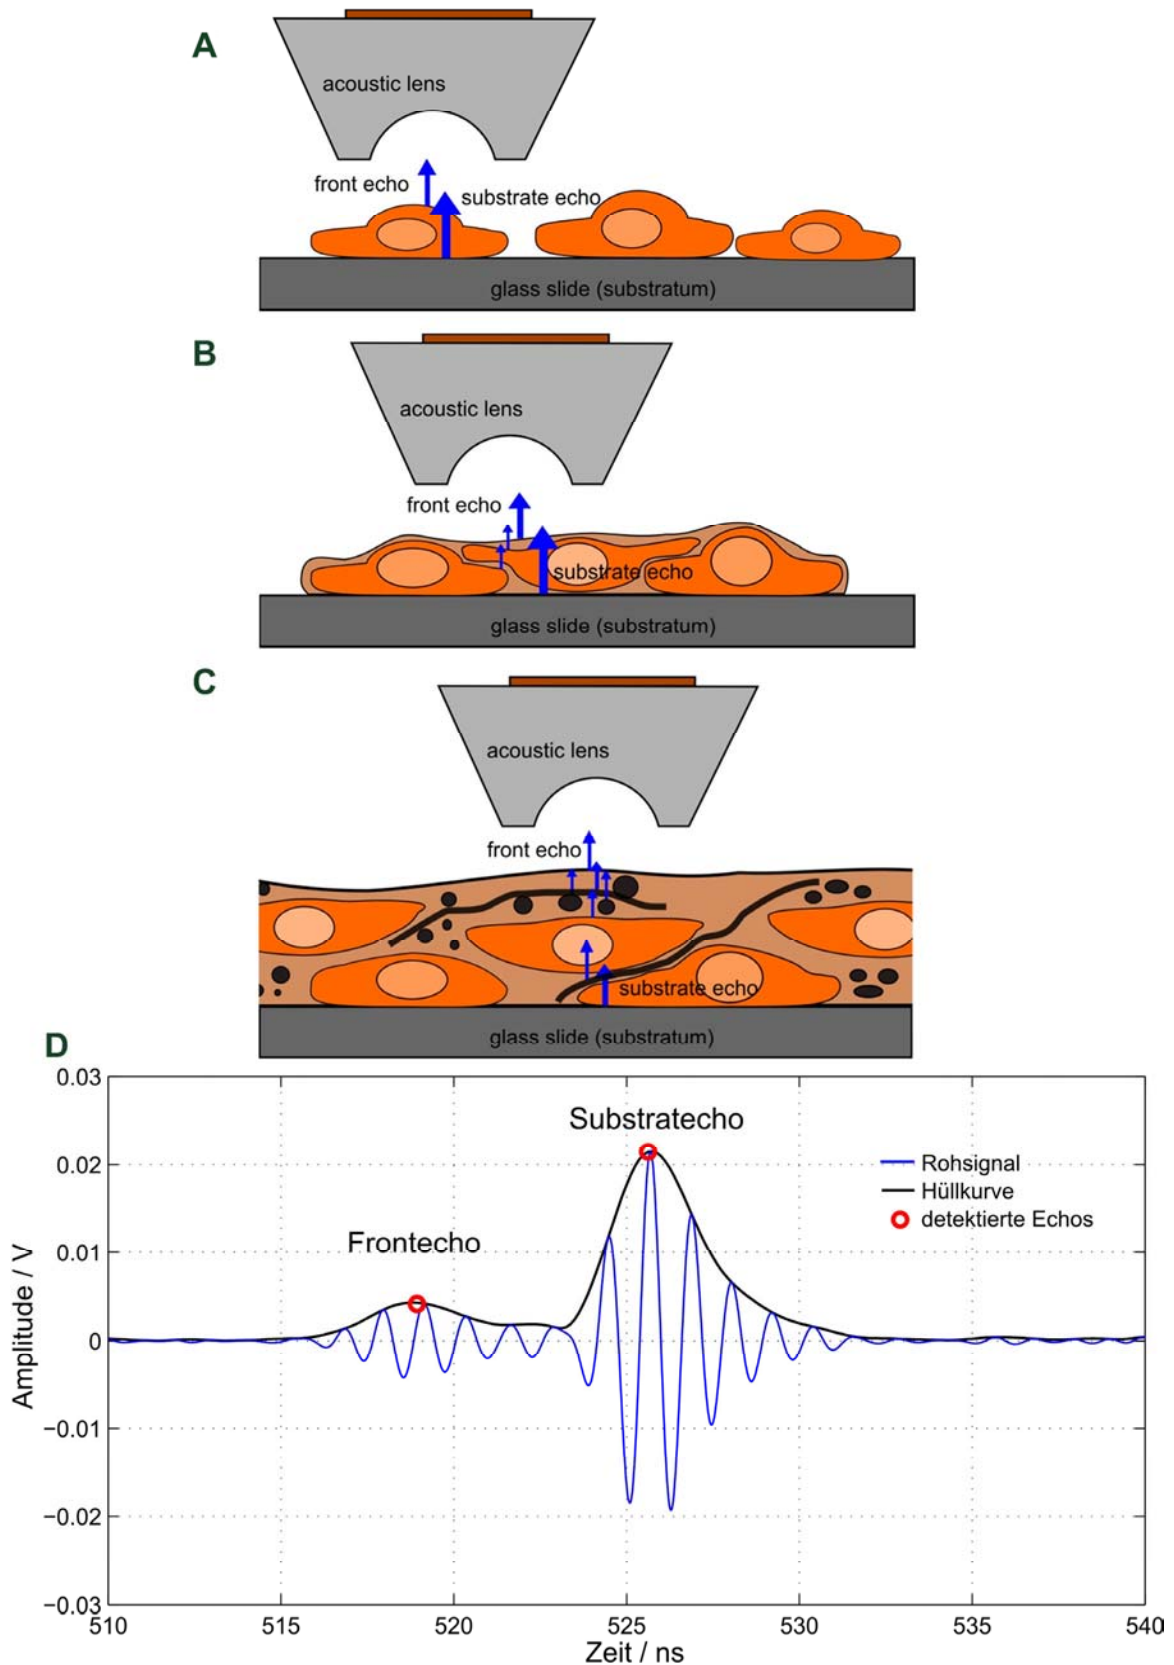 A
acoustic lens
front echo
substrate echo
glass slide (substratum)
B
acoustic lens
front echo
substrate echo
glass slide (substratum)
C
acoustic lens
front echo
substrate echo
glass slide (substratum)
D
0.03
0.02
0.01
0
−0.01
−0.02
−0.03
Amplitude / V
Substratecho
Frontecho
Rohsignal
Hüllkurve
detektierte Echos
510
515
520
525
530
535
540
Zeit / ns